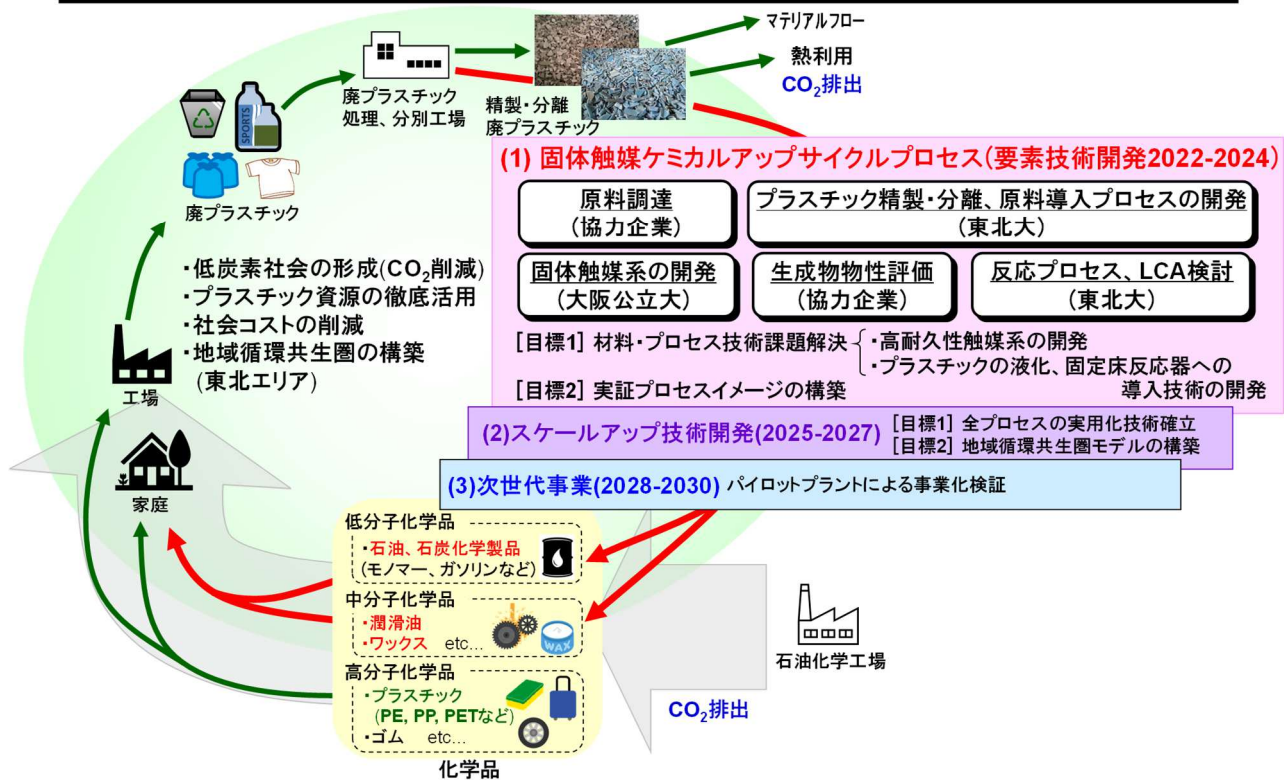 マテリアルフロー
熱利用
CO₂排出
廃プラスチック
処理、分別工場
精製・分離
廃プラスチック
SPORTS
廃プラスチック
(1) 固体触媒ケミカルアップサイクルプロセス(要素技術開発2022-2024)
原料調達
(協力企業)
プラスチック精製・分離、原料導入プロセスの開発
(東北大)
固体触媒系の開発
(大阪公立大)
生成物物性評価
(協力企業)
反応プロセス、LCA検討
(東北大)
[目標1] 材料・プロセス技術課題解決
・高耐久性触媒系の開発
・プラスチックの液化、固定床反応器への
導入技術の開発
[目標2] 実証プロセスイメージの構築
・低炭素社会の形成(CO₂削減)
・プラスチック資源の徹底活用
・社会コストの削減
・地域循環共生圏の構築
(東北エリア)
工場
家庭
(2)スケールアップ技術開発(2025-2027)
[目標1] 全プロセスの実用化技術確立
[目標2] 地域循環共生圏モデルの構築
(3)次世代事業(2028-2030) パイロットプラントによる事業化検証
低分子化学品
・石油、石炭化学製品
(モノマー、ガソリンなど)
中分子化学品
・潤滑油
・ワックス etc...
WAX
高分子化学品
・プラスチック
(PE, PP, PETなど)
・ゴム etc...
化学品
石油化学工場
CO₂排出